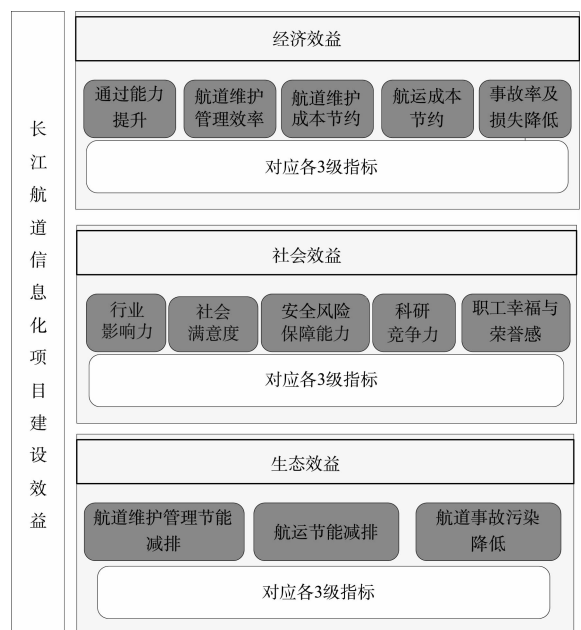 长江航道信息化项目建设效益
经济效益
通过能力
提升
航道维护
管理效率
航道维护
成本节约
航运成本
节约
事故率及
损失降低
对应各3级指标
社会效益
行业
影响力
社会
满意度
安全风险
保障能力
科研
竞争力
职工幸福与
荣誉感
对应各3级指标
生态效益
航道维护管理节能
减排
航运节能减排
航道事故污染
降低
对应各3级指标